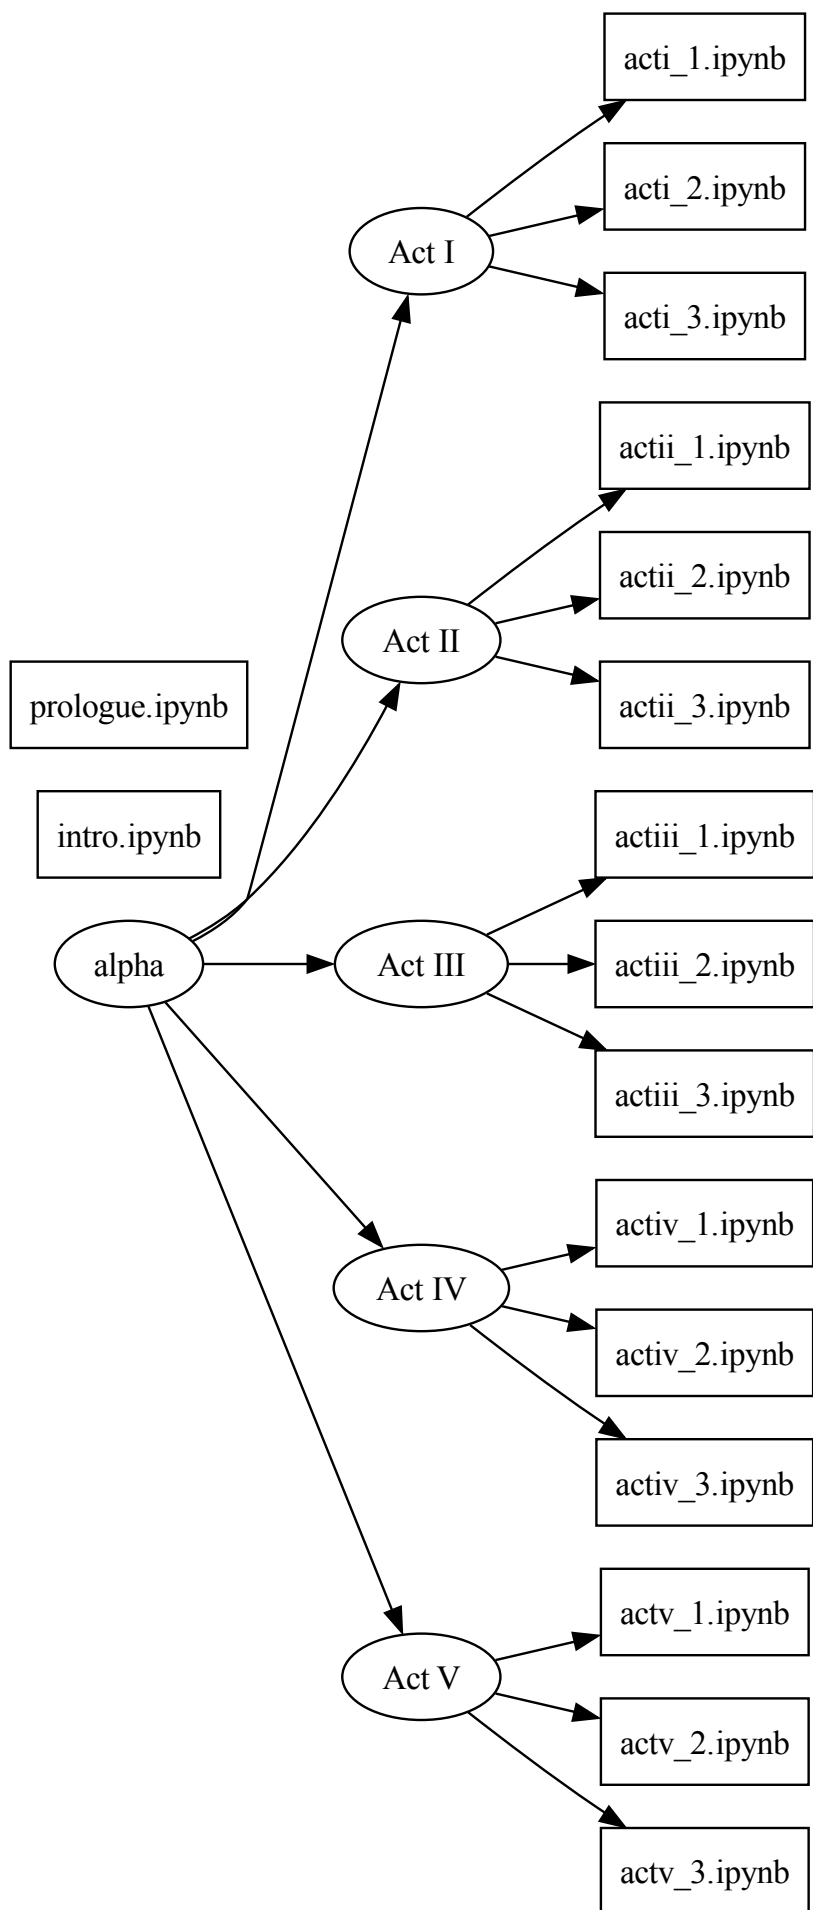 acti_1.ipynb
acti_2.ipynb
Act I
acti_3.ipynb
actii_1.ipynb
actii_2.ipynb
Act II
actii_3.ipynb
prologue.ipynb
intro.ipynb
actiii_1.ipynb
alpha
Act III
actiii_2.ipynb
actiii_3.ipynb
activ_1.ipynb
Act IV
activ_2.ipynb
activ_3.ipynb
actv_1.ipynb
Act V
actv_2.ipynb
actv_3.ipynb